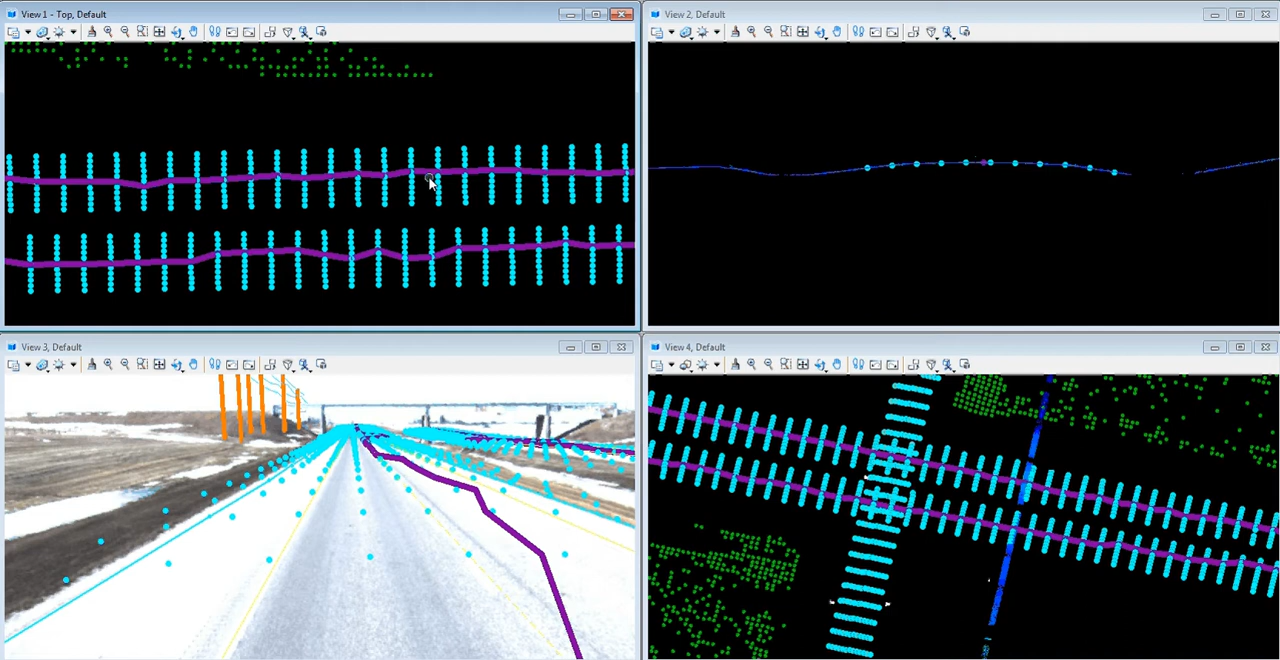 View 1 - Top, Default
View 2, Default
View 3, Default
View 4, Default